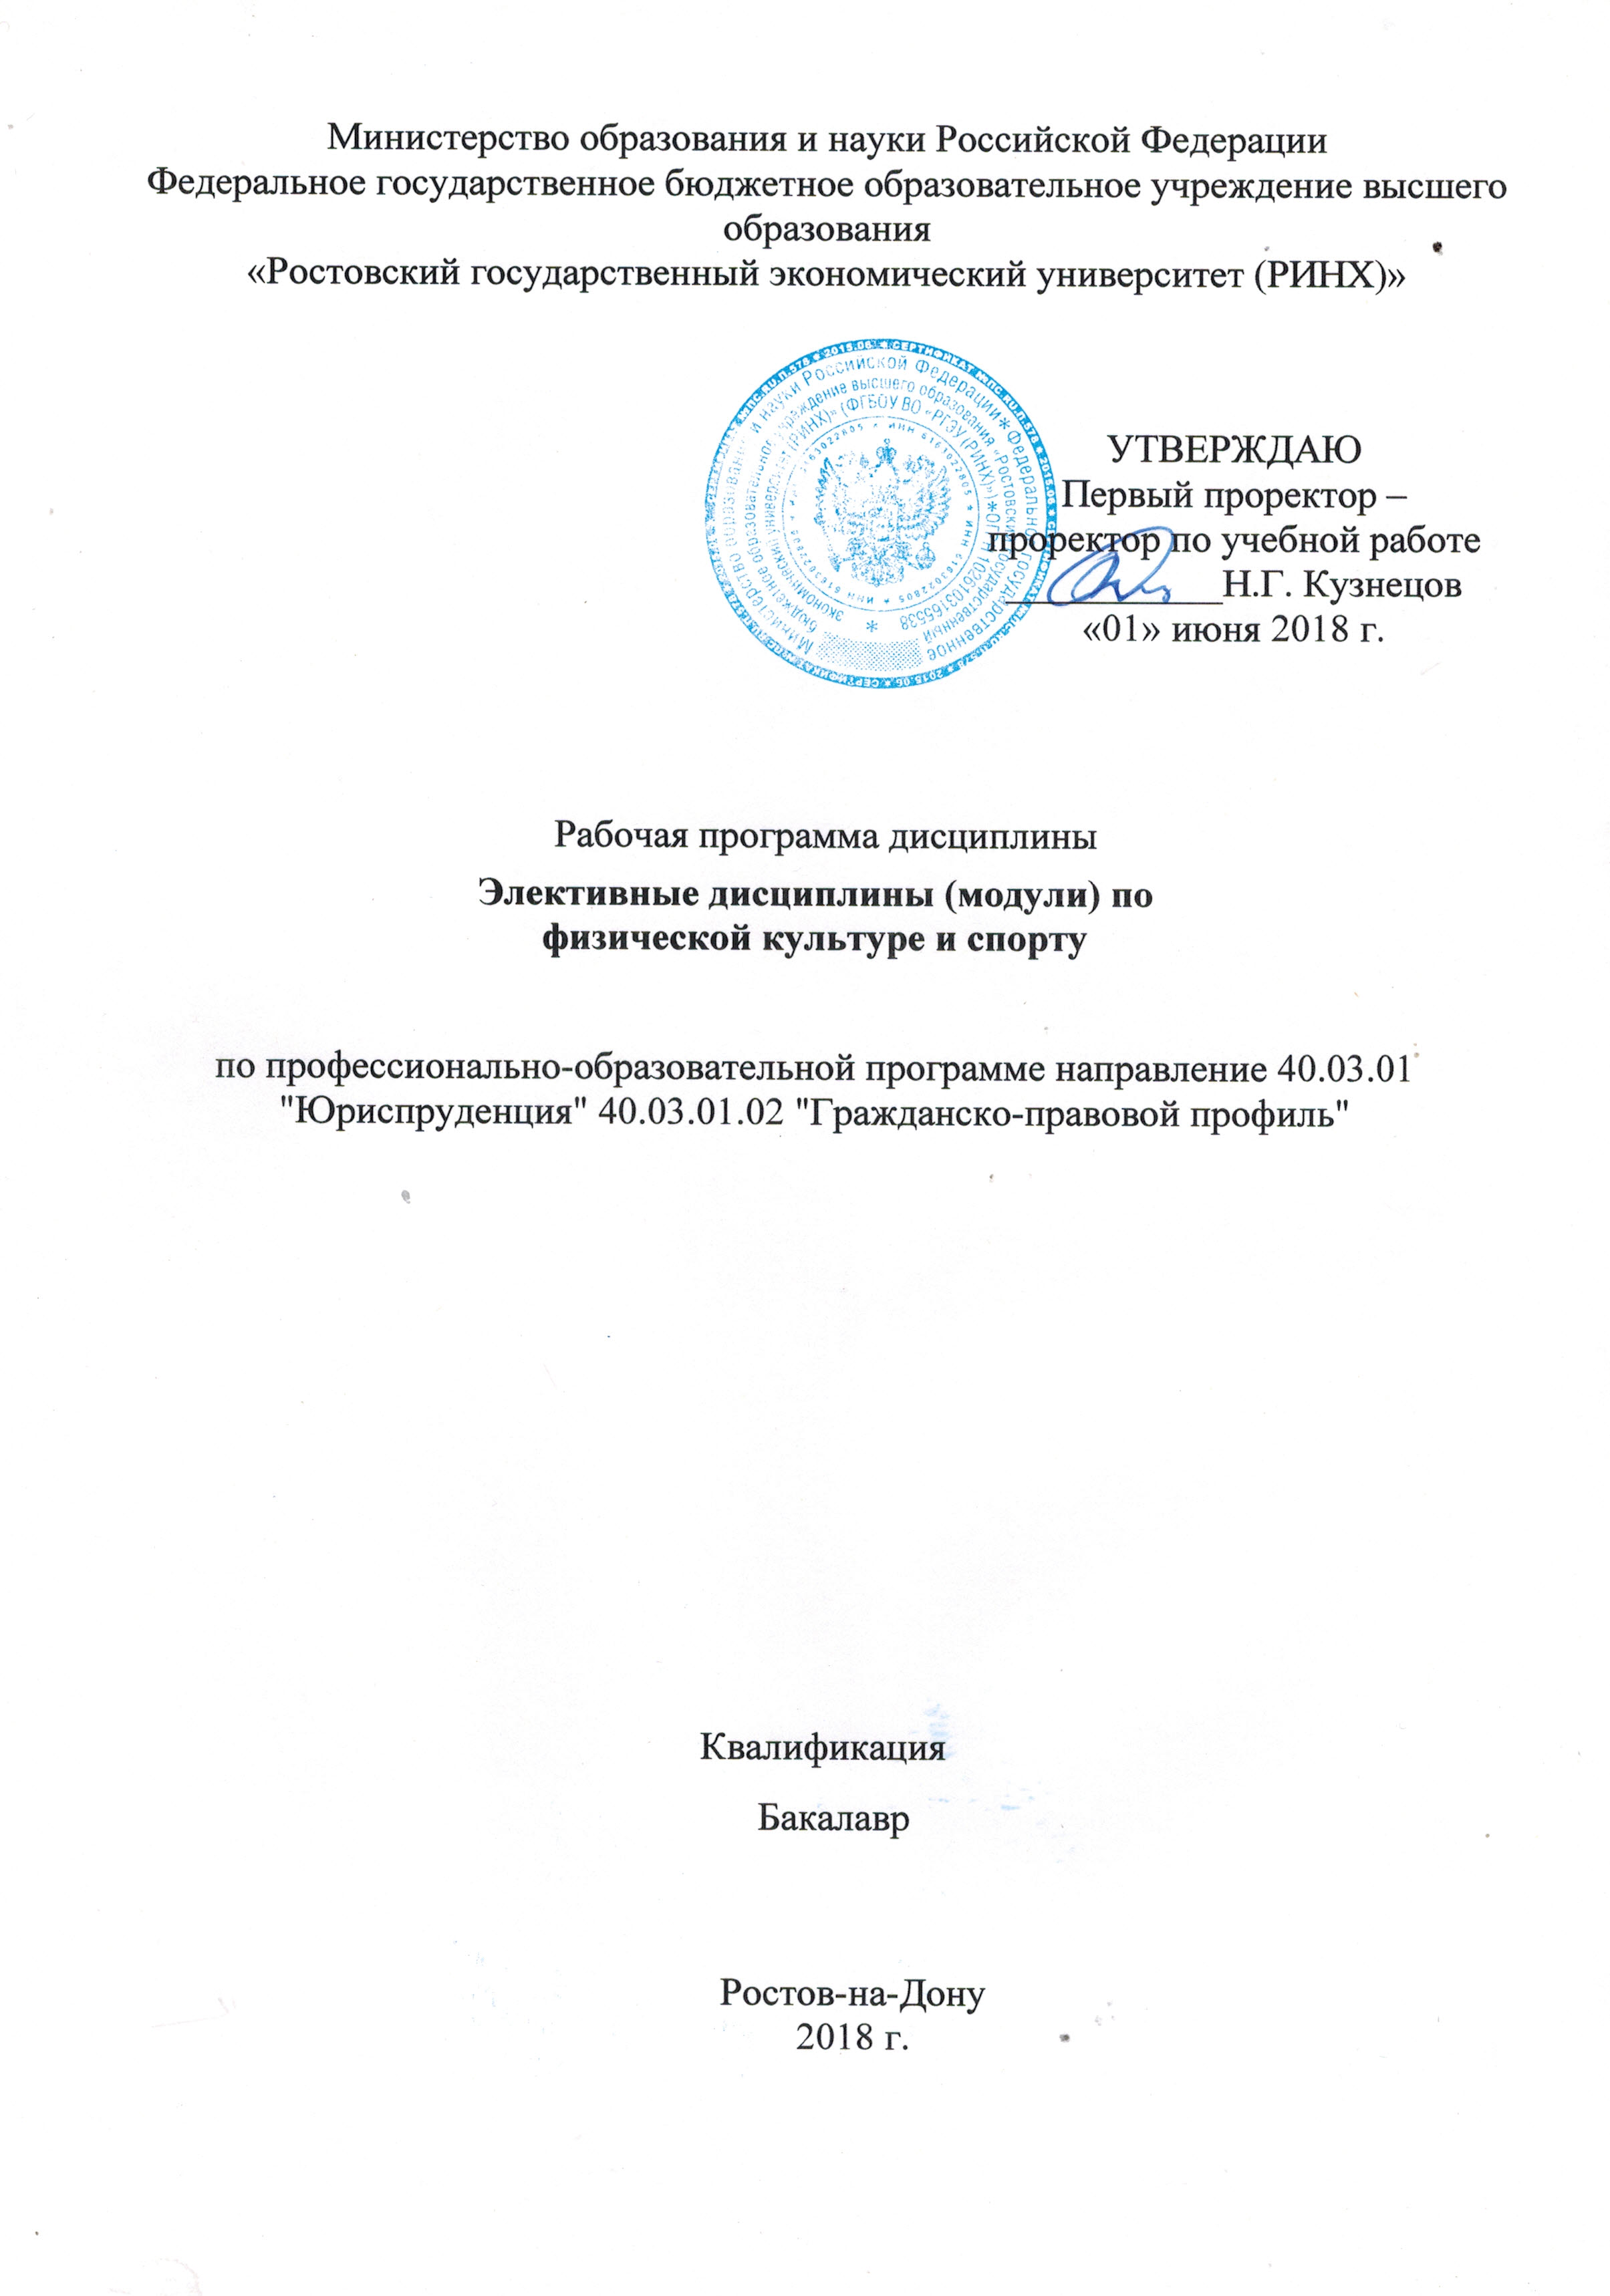 Министерство образования и науки Российской Федерации
Федеральное государственное бюджетное образовательное учреждение высшего
образования
«Ростовский государственный экономический университет (РИНХ)»
УТВЕРЖДАЮ
Первый проректор –
проректор по учебной работе
____________Н.Г. Кузнецов
«01» июня 2018 г.
Рабочая программа дисциплины
Элективные дисциплины (модули) по
физической культуре и спорту
по профессионально-образовательной программе направление 40.03.01
"Юриспруденция" 40.03.01.02 "Гражданско-правовой профиль"
Квалификация
Бакалавр
Ростов-на-Дону
2018 г.